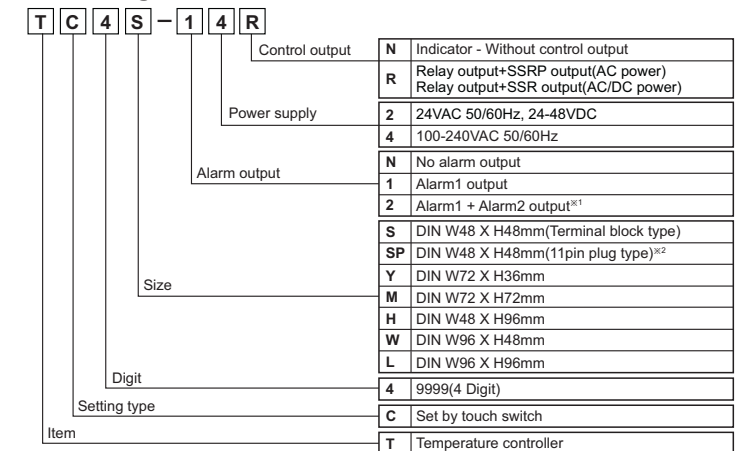 T C 4 S – 1 4 R
Control output
N Indicator - Without control output
R Relay output+SSRP output(AC power)
Relay output+SSR output(AC/DC power)
Power supply
2 24VAC 50/60Hz, 24-48VDC
4 100-240VAC 50/60Hz
Alarm output
N No alarm output
1 Alarm1 output
2 Alarm1 + Alarm2 output※1
Size
S DIN W48 X H48mm(Terminal block type)
SP DIN W48 X H48mm(11pin plug type)※2
Y DIN W72 X H36mm
M DIN W72 X H72mm
H DIN W48 X H96mm
W DIN W96 X H48mm
L DIN W96 X H96mm
Digit
4 9999(4 Digit)
Setting type
C Set by touch switch
Item
T Temperature controller